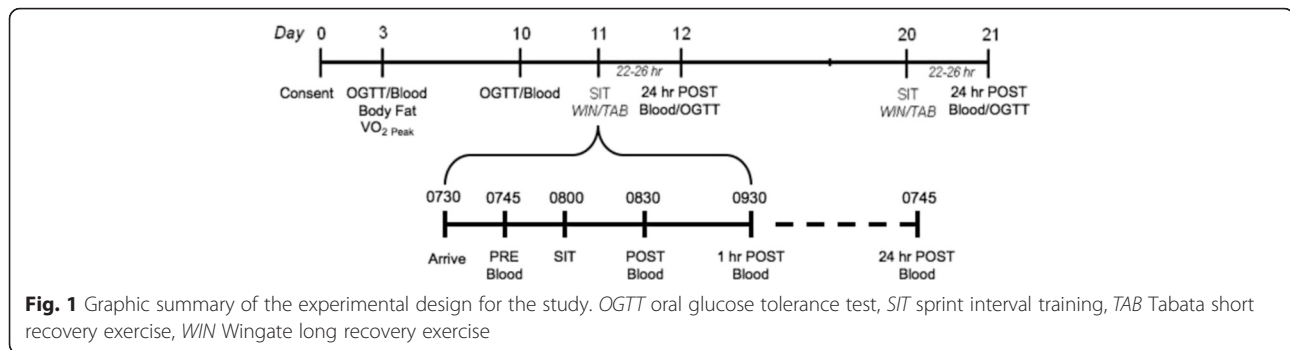 Day 0 3 10 11 12 20 21
22-26 hr 22-26 hr
Consent OGTT/Blood OGTT/Blood SIT 24 hr POST SIT 24 hr POST
Body Fat WIN/TAB Blood/OGTT WIN/TAB Blood/OGTT
VO2 Peak
0730 0745 0800 0830 0930 0745
Arrive PRE SIT POST 1 hr POST 24 hr POST
Blood Blood Blood Blood
Fig. 1 Graphic summary of the experimental design for the study. OGTT oral glucose tolerance test, SIT sprint interval training, TAB Tabata short
recovery exercise, WIN Wingate long recovery exercise